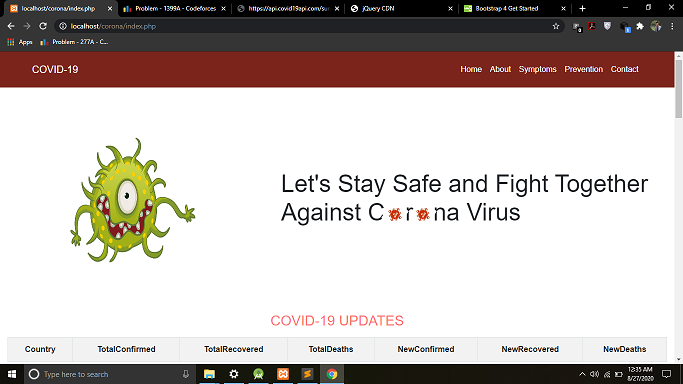 localhost/corona/index.php
Problem - 1399A - Codeforces
https://api.covid19api.com/su
jQuery CDN
Bootstrap 4 Get Started
localhost/corona/index.php
Apps
Problem - 277A - C...
COVID-19
Home
About
Symptoms
Prevention
Contact
Let's Stay Safe and Fight Together
Against C r na Virus
COVID-19 UPDATES
Country
TotalConfirmed
TotalRecovered
TotalDeaths
NewConfirmed
NewRecovered
NewDeaths
Type here to search
12:35 AM
8/27/2020